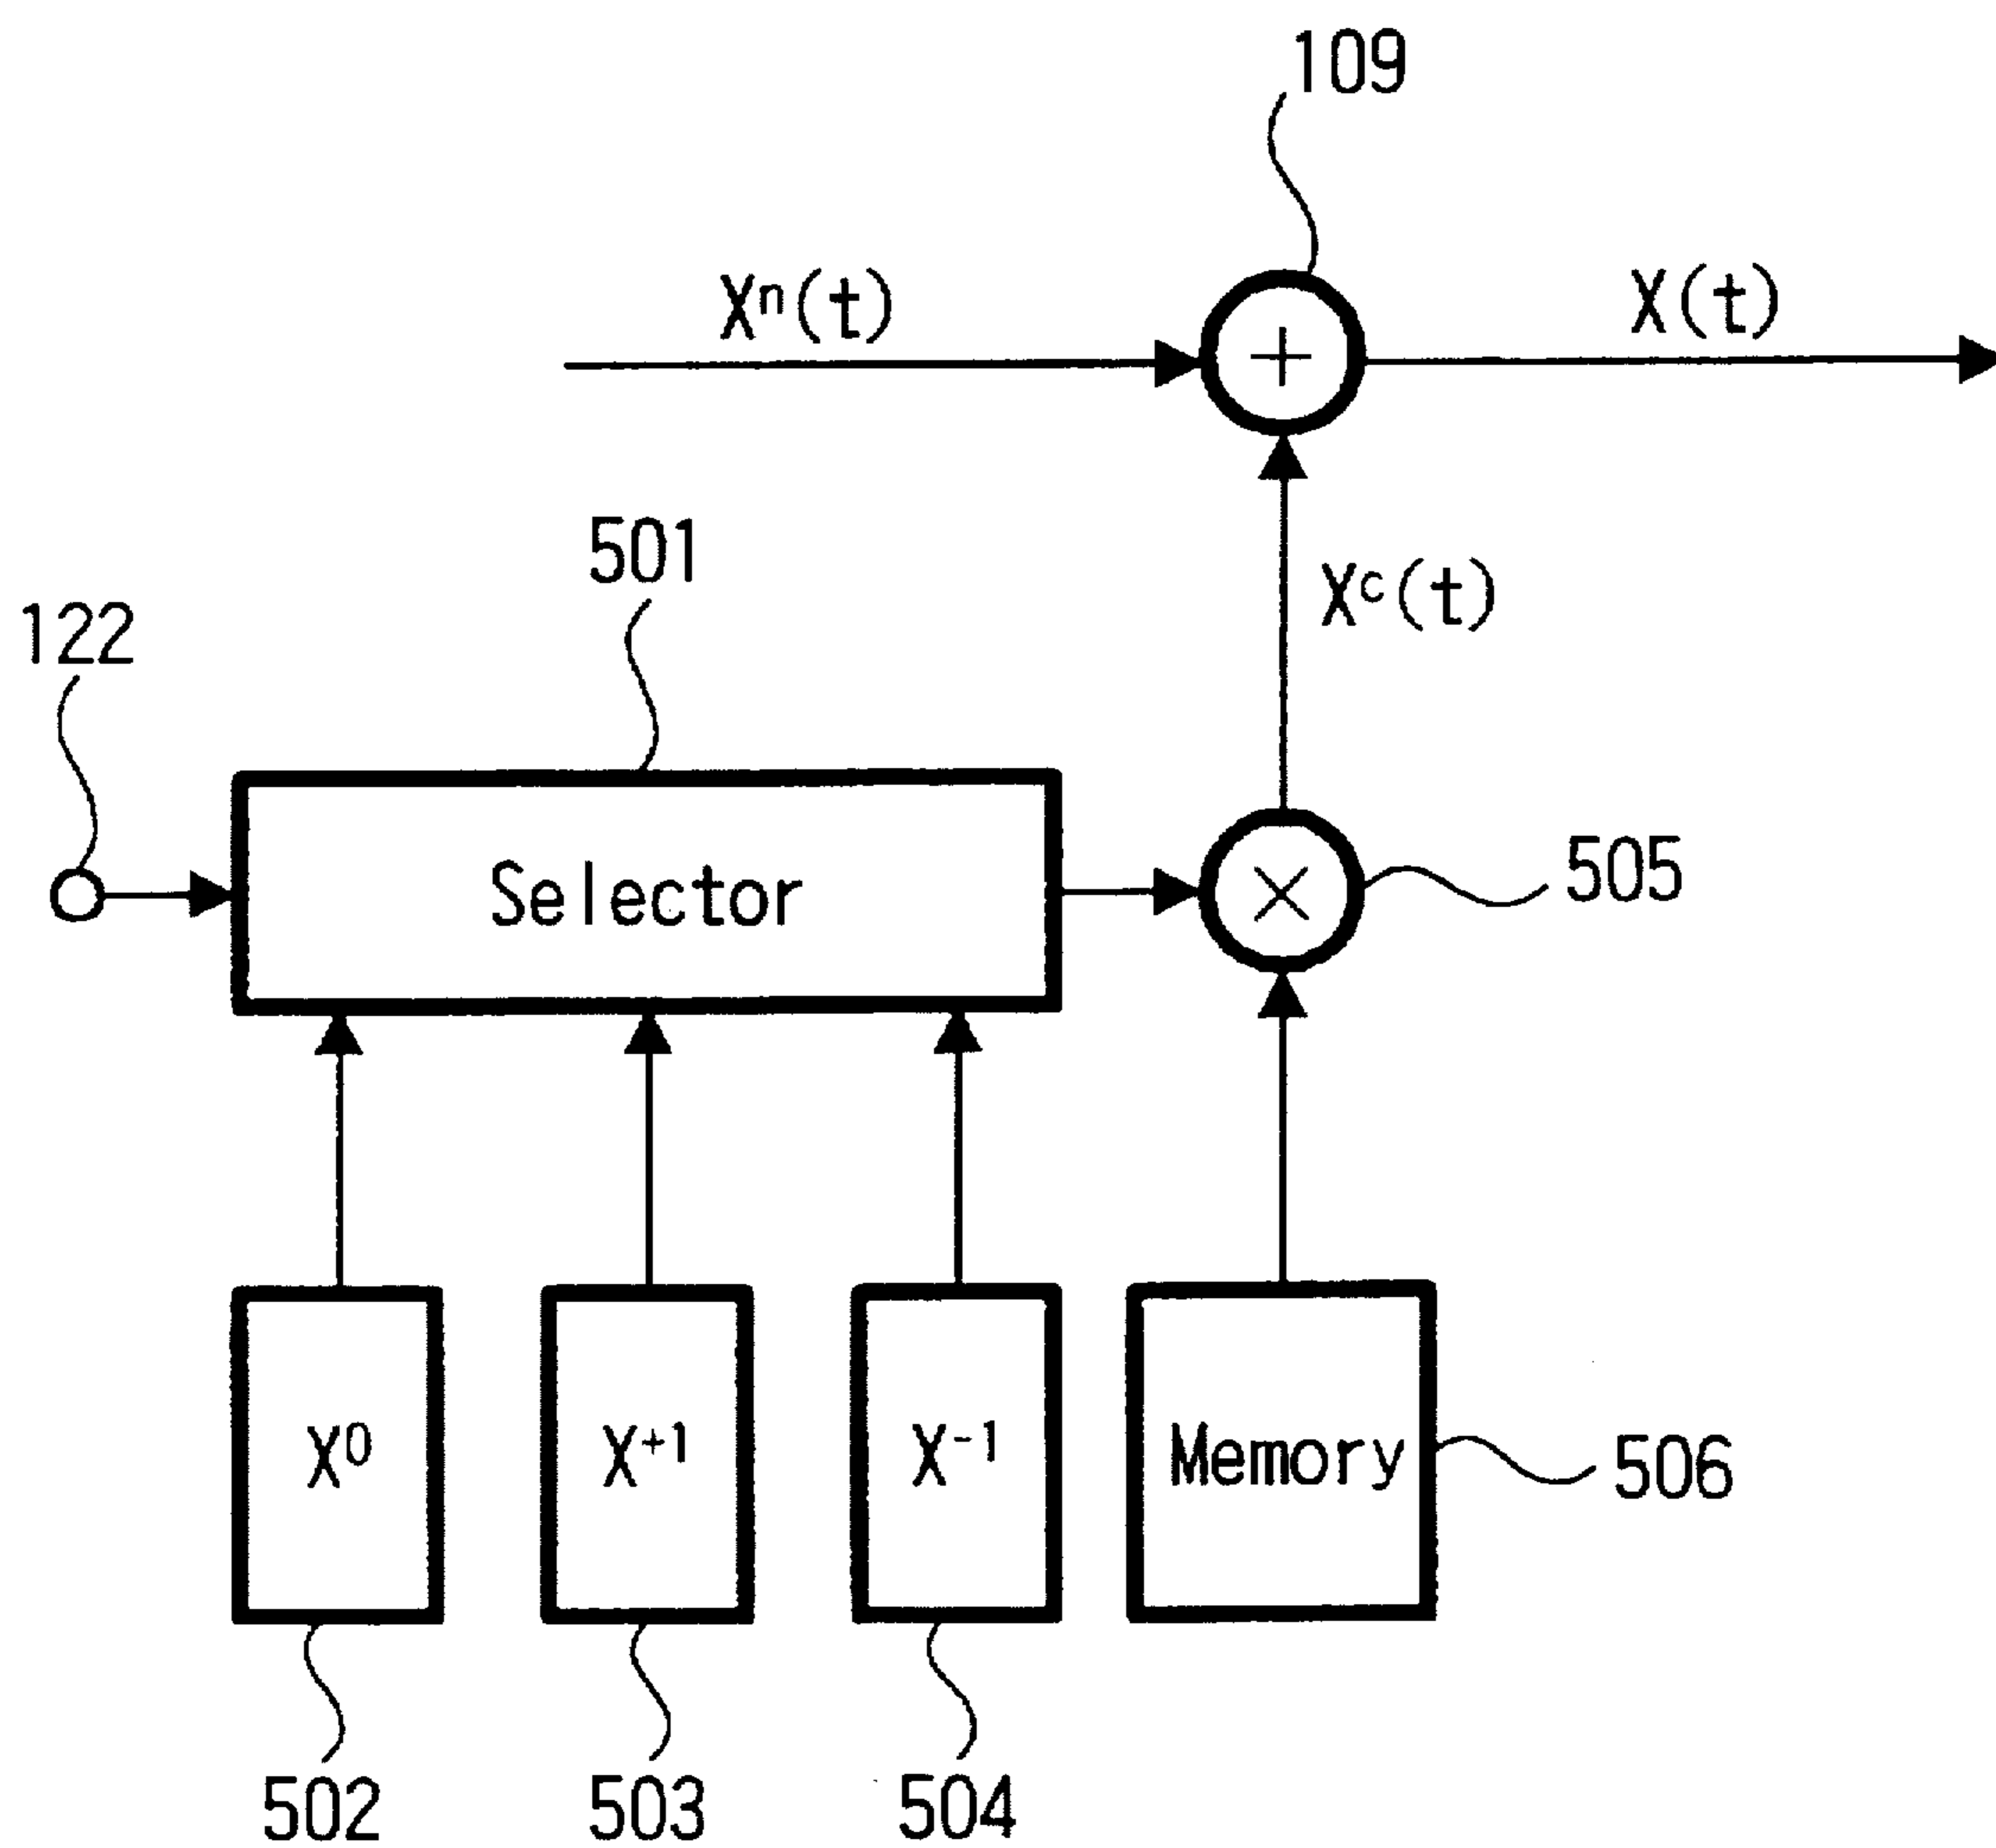 109
Xⁿ(t)
X(t)
501
Xᶜ(t)
122
505
Selector
+
×
X⁰
X⁺¹
X⁻¹
Memory
506
502
503
504